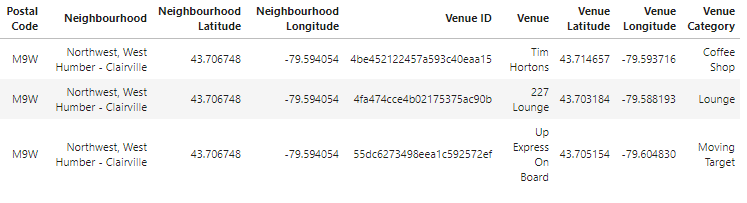 Postal Code Neighbourhood Neighbourhood Latitude Neighbourhood Longitude Venue ID Venue Venue Latitude Venue Longitude Venue Category
M9W Northwest, West Humber - Clairville 43.706748 -79.594054 4be452122457a593c40eaa15 Tim Hortons 43.714657 -79.593716 Coffee Shop
M9W Northwest, West Humber - Clairville 43.706748 -79.594054 4fa474cce4b02175375ac90b 227 Lounge 43.703184 -79.588193 Lounge
M9W Northwest, West Humber - Clairville 43.706748 -79.594054 55dc6273498eea1c592572ef Up Express On Board 43.705154 -79.604830 Moving Target